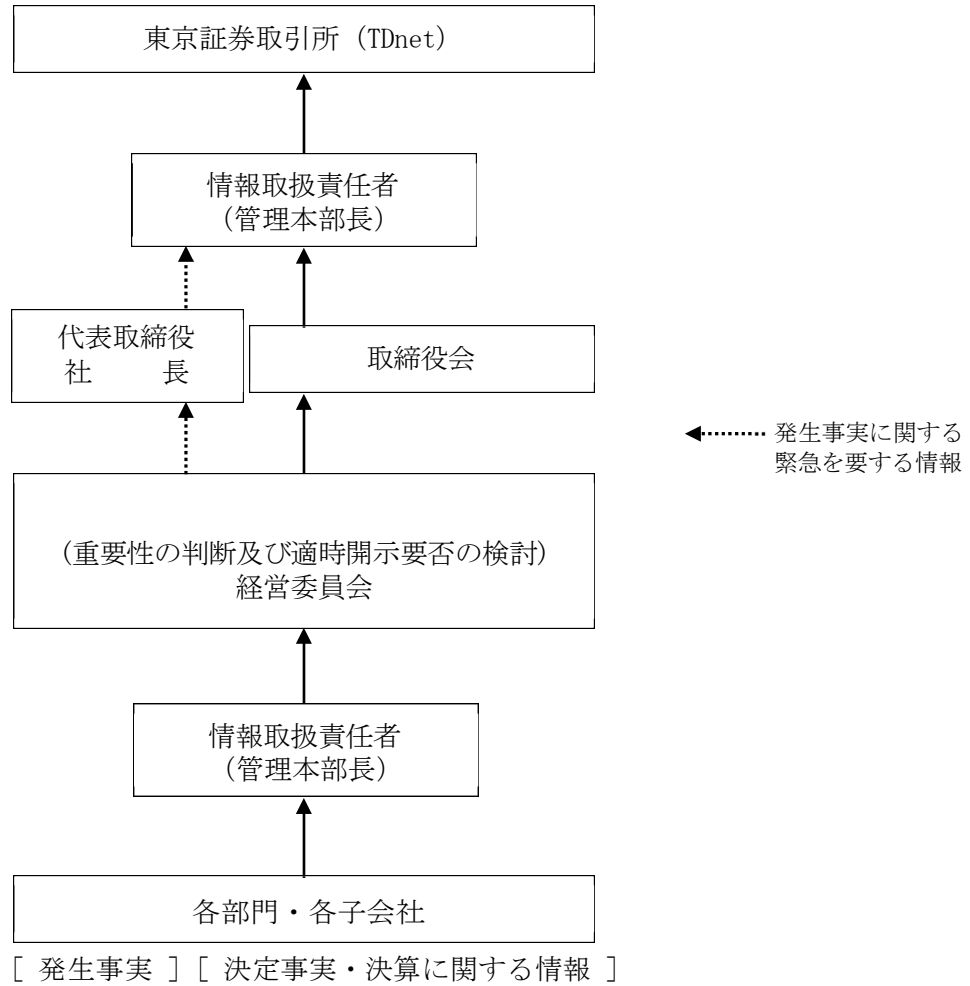 東京証券取引所 (TDnet)
情報取扱責任者
(管理本部長)
代表取締役
社　　長
取締役会
発生事実に関する
緊急を要する情報
(重要性の判断及び適時開示要否の検討)
経営委員会
情報取扱責任者
(管理本部長)
各部門・各子会社
[ 発生事実 ] [ 決定事実・決算に関する情報 ]